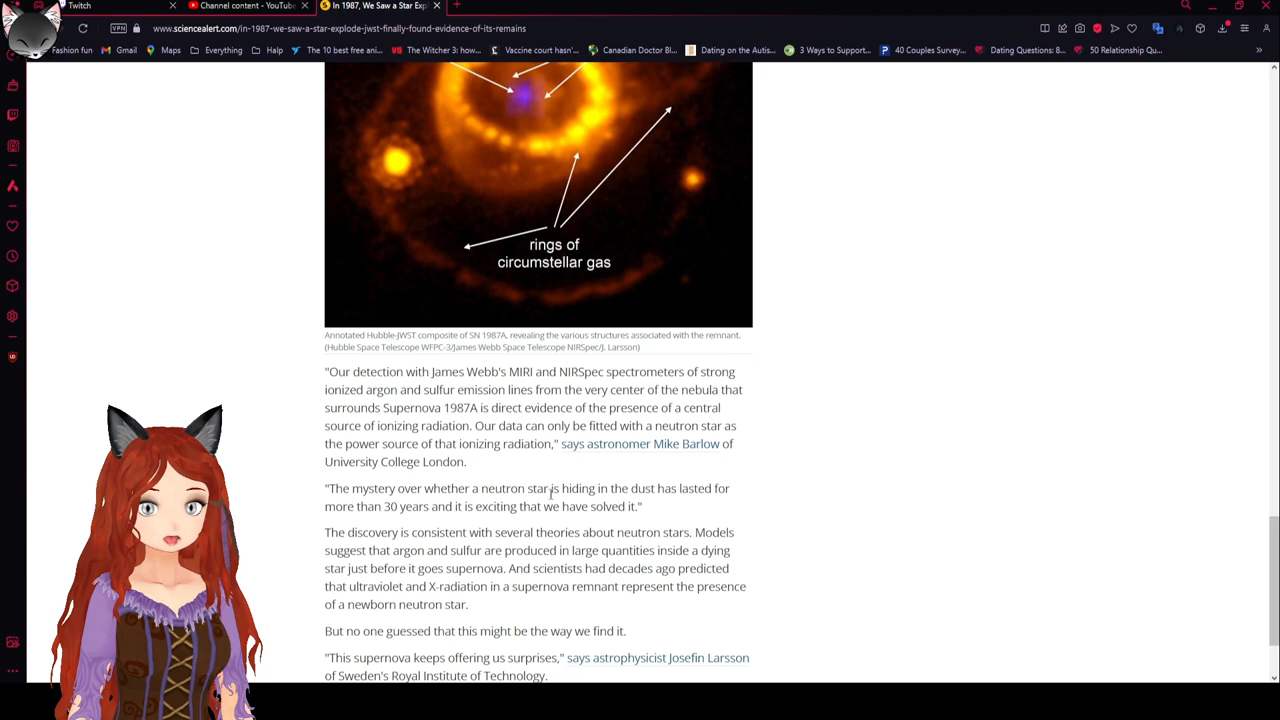 Twitch
Channel content - YouTube
In 1987, We Saw a Star Expl
VPN
www.sciencealert.com/in-1987-we-saw-a-star-explode-jwst-finally-found-evidence-of-its-remains
Fashion fun Gmail Maps Everything Help The 10 best free ani... The Witcher 3: how... Vaccine court hasn'... Canadian Doctor Bl... Dating on the Autis... 3 Ways to Support... 40 Couples Survey... Dating Questions: 8... 50 Relationship Qu...
rings of
circumstellar gas
Annotated Hubble-JWST composite of SN 1987A, revealing the various structures associated with the remnant.
(Hubble Space Telescope WFPC-3/James Webb Space Telescope NIRSpec/J. Larsson)
"Our detection with James Webb's MIRI and NIRSpec spectrometers of strong
ionized argon and sulfur emission lines from the very center of the nebula that
surrounds Supernova 1987A is direct evidence of the presence of a central
source of ionizing radiation. Our data can only be fitted with a neutron star as
the power source of that ionizing radiation," says astronomer Mike Barlow of
University College London.
"The mystery over whether a neutron star is hiding in the dust has lasted for
more than 30 years and it is exciting that we have solved it."
The discovery is consistent with several theories about neutron stars. Models
suggest that argon and sulfur are produced in large quantities inside a dying
star just before it goes supernova. And scientists had decades ago predicted
that ultraviolet and X-radiation in a supernova remnant represent the presence
of a newborn neutron star.
But no one guessed that this might be the way we find it.
"This supernova keeps offering us surprises," says astrophysicist Josefin Larsson
of Sweden's Royal Institute of Technology.